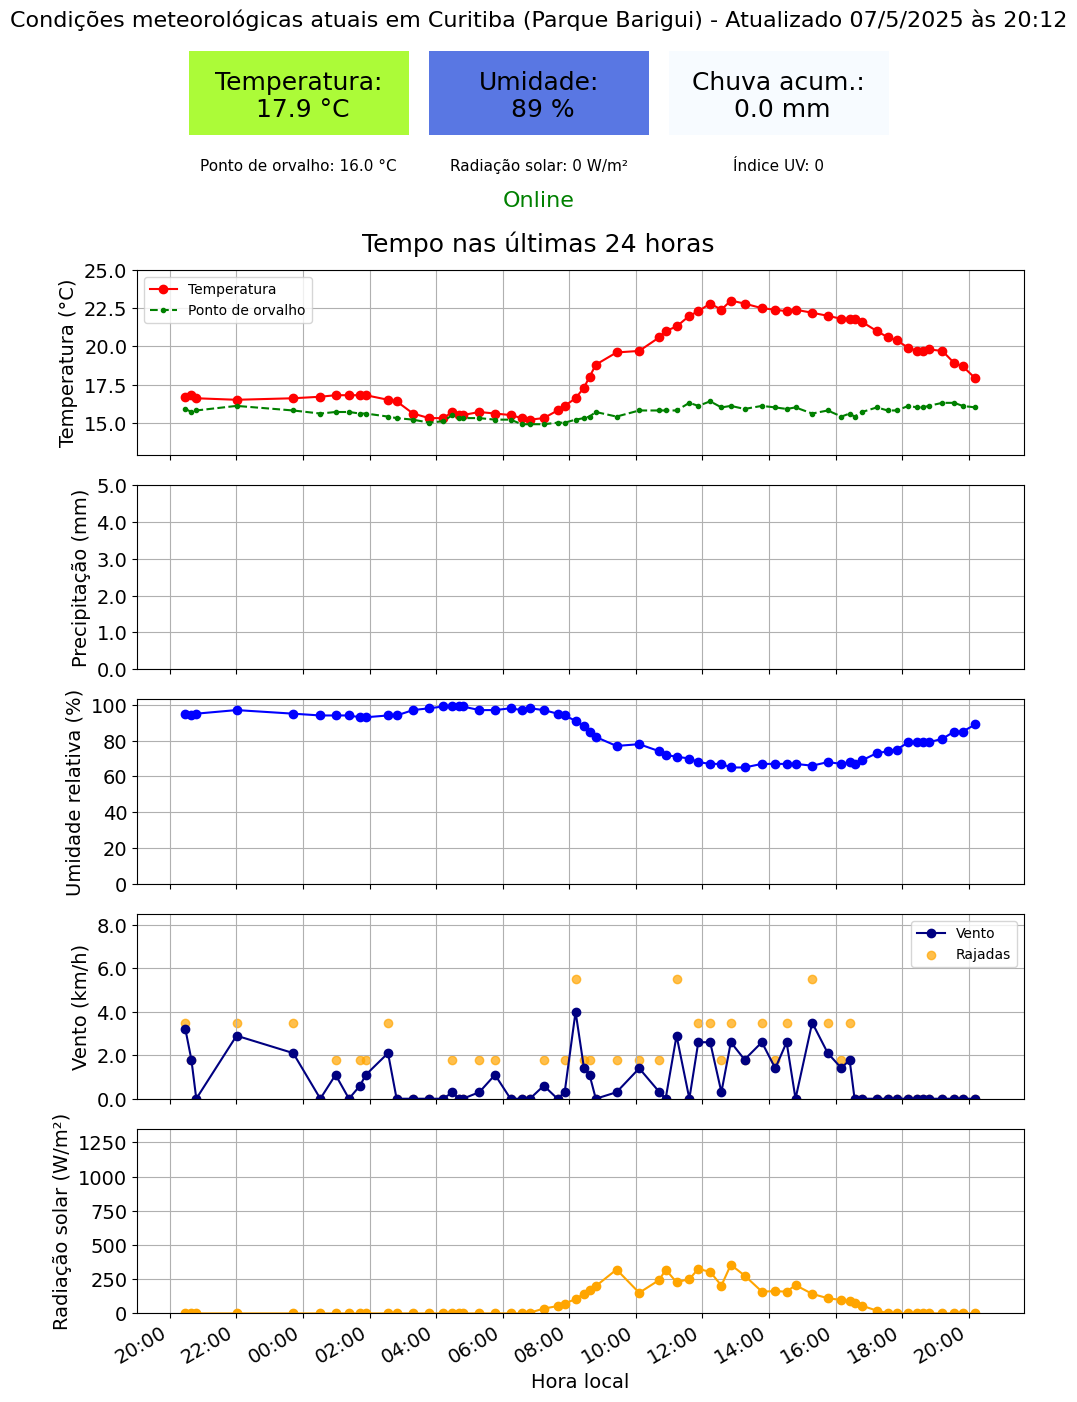 Condições meteorológicas atuais em Curitiba (Parque Barigui) - Atualizado 07/5/2025 às 20:12
Temperatura:
17.9 °C
Umidade:
89 %
Chuva acum.:
0.0 mm
Ponto de orvalho: 16.0 °C
Radiação solar: 0 W/m²
Índice UV: 0
Online
Tempo nas últimas 24 horas
Temperatura (°C)
25.0
22.5
20.0
17.5
15.0
Temperatura
Ponto de orvalho
Precipitação (mm)
5.0
4.0
3.0
2.0
1.0
0.0
Umidade relativa (%)
100
80
60
40
20
0
Vento (km/h)
8.0
6.0
4.0
2.0
0.0
Vento
Rajadas
Radiação solar (W/m²)
1250
1000
750
500
250
0
20:00
22:00
00:00
02:00
04:00
06:00
08:00
10:00
12:00
14:00
16:00
18:00
20:00
Hora local